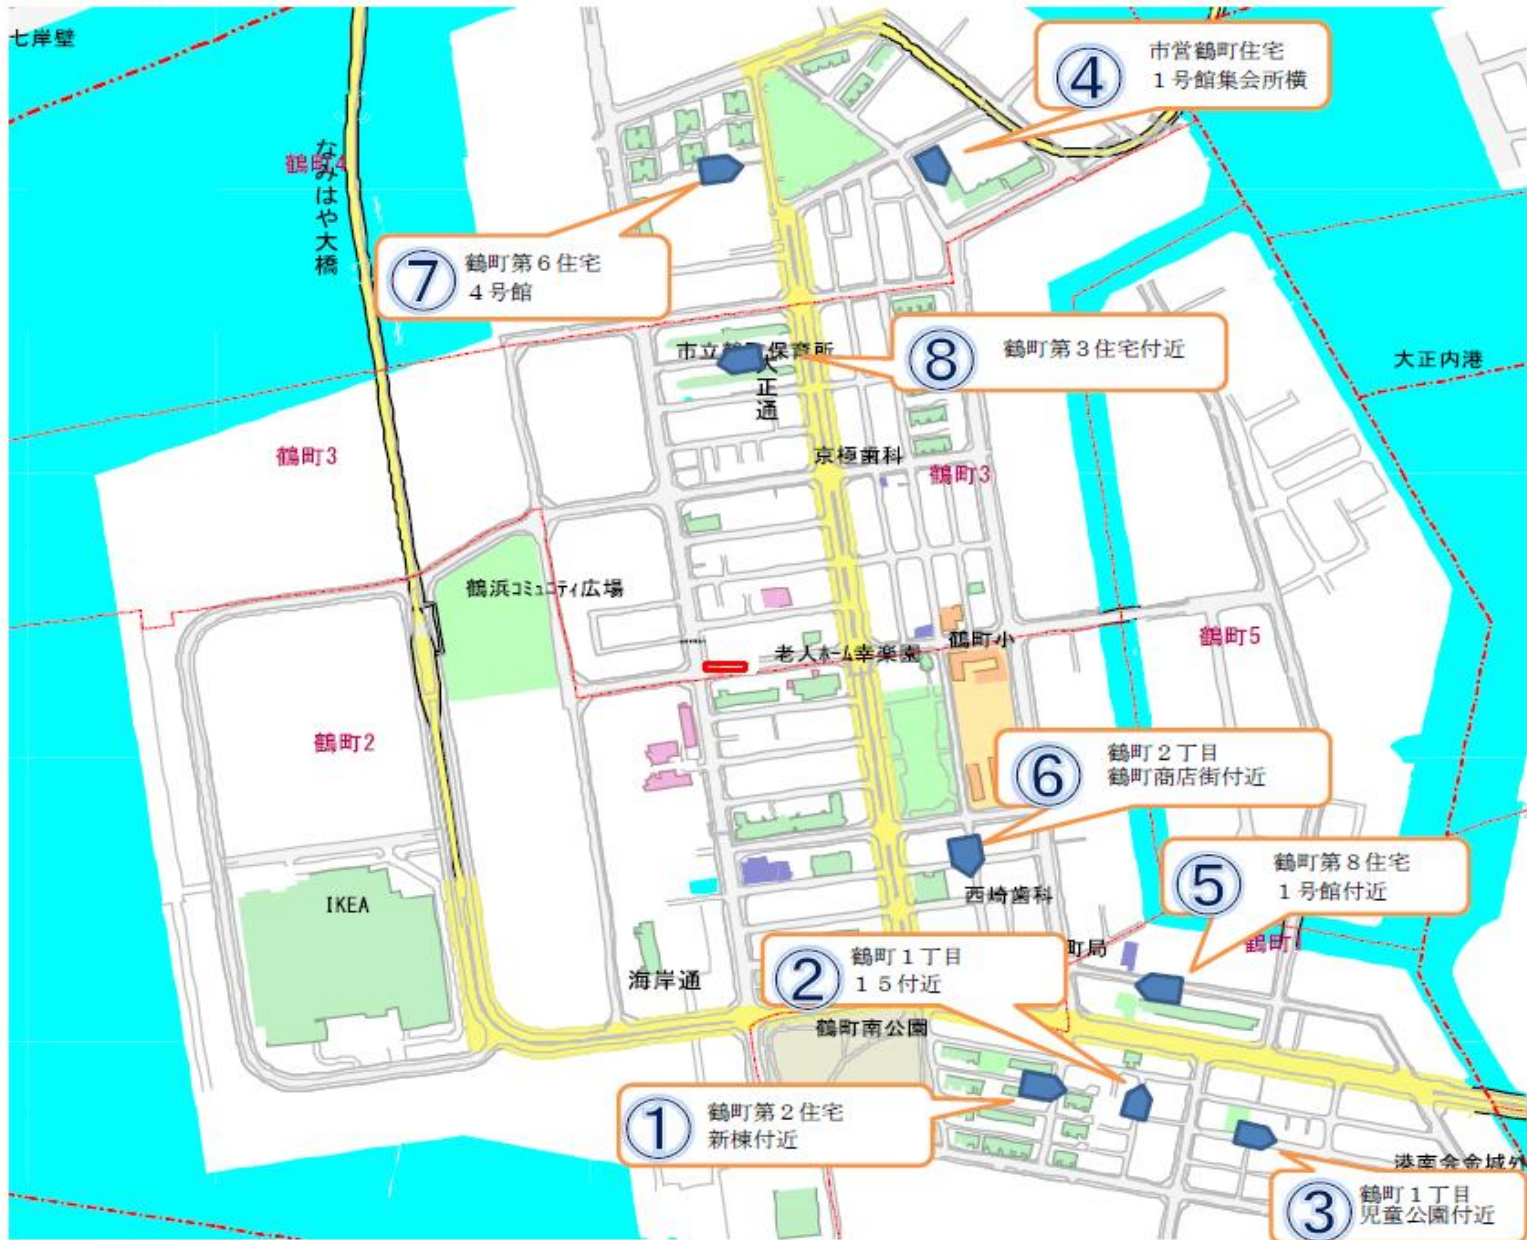 七岸壁
④
市営鶴町住宅
１号館集会所横
鶴町4
なみはや大橋
⑦
鶴町第６住宅
４号館
⑧
鶴町第３住宅付近
大正内港
大正通
鶴町3
京極歯科
鶴町3
鶴浜ｺﾐｭﾆﾃｨ広場
老人ﾎｰﾑ幸楽園
鶴町小
鶴町5
鶴町2
⑥
鶴町２丁目
鶴町商店街付近
⑤
鶴町第８住宅
１号館付近
IKEA
西崎歯科
町局
鶴町
②
鶴町１丁目
１５付近
海岸通
鶴町南公園
①
鶴町第２住宅
新棟付近
③
鶴町１丁目
児童公園付近